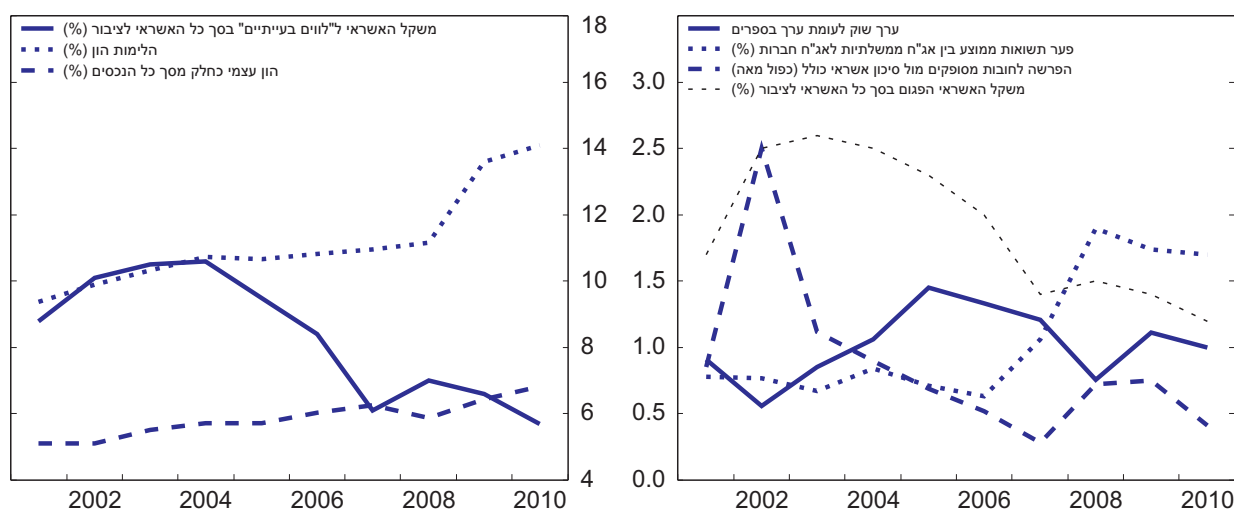 משקל האשראי ל"לווים בעייתיים" בסך כל האשראי לציבור (%)
הלימות הון (%)
הון עצמי כחלק מסך כל הנכסים (%)
18
16
14
12
10
8
6
4
2002 2004 2006 2008 2010
ערך שוק לעומת ערך בספרים
פער תשואות ממוצע בין אג"ח ממשלתיות לאג"ח חברות (%)
הפרשה לחובות מסופקים מול סיכון אשראי כולל (כפול מאה)
משקל האשראי הפגום בסך כל האשראי לציבור (%)
3.0
2.5
2.0
1.5
1.0
0.5
0.0
2002 2004 2006 2008 2010